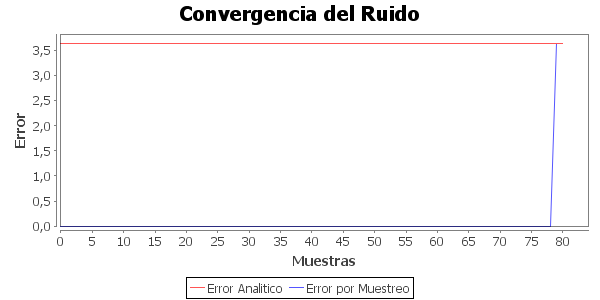 Convergencia del Ruido
Error
3,5
3,0
2,5
2,0
1,5
1,0
0,5
0,0
0 5 10 15 20 25 30 35 40 45 50 55 60 65 70 75 80
Muestras
Error Analitico Error por Muestreo